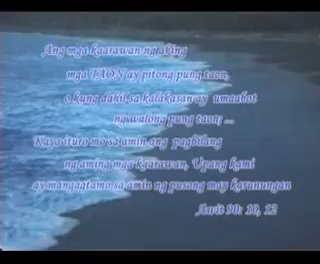 Ang mga kaarawan ng aking
mga TAON ay pitong pung taon,
o kung dahil sa kalakasan ay umaabot
ng walong pung taon; ...
Kaya ituro mo sa amin ang pagbilang
ng aming mga kaarawan, Upang kami
ay mangagtamo sa amin ng pusong may karunungan
Awit 90: 10, 12